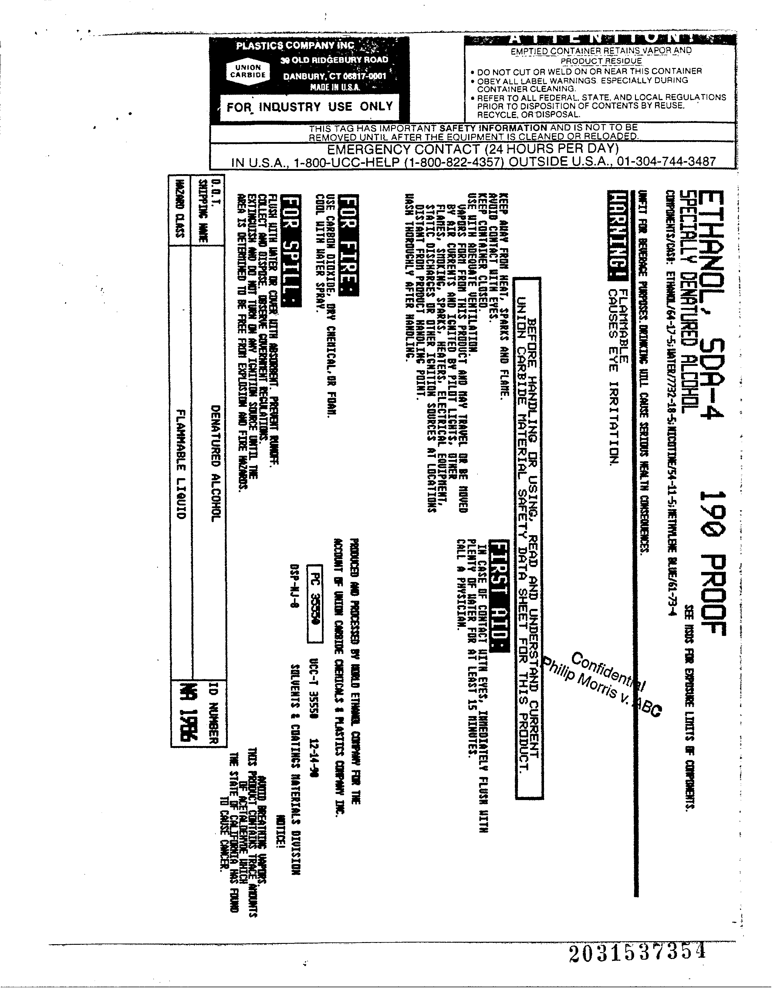 PLASTICS COMPANY INC
39 OLD RIDGEBURY ROAD
UNION
CARBIDE
DANBURY, CT 06817-0001
MADE IN U.S.A.
FOR INDUSTRY USE ONLY
ATTENTION!
EMPTIED CONTAINER RETAINS VAPOR AND
PRODUCT RESIDUE
• DO NOT CUT OR WELD ON OR NEAR THIS CONTAINER
• OBEY ALL LABEL WARNINGS. ESPECIALLY DURING
CONTAINER CLEANING.
• REFER TO ALL FEDERAL, STATE, AND LOCAL REGULATIONS
PRIOR TO DISPOSITION OF CONTENTS BY REUSE,
RECYCLE, OR DISPOSAL.
THIS TAG HAS IMPORTANT SAFETY INFORMATION AND IS NOT TO BE
REMOVED UNTIL AFTER THE EQUIPMENT IS CLEANED OR RELOADED.
EMERGENCY CONTACT (24 HOURS PER DAY)
IN U.S.A., 1-800-UCC-HELP (1-800-822-4357) OUTSIDE U.S.A., 01-304-744-3487
ETHANOL, SDA-4 190 PROOF
SPECIALLY DENATURED ALCOHOL
SEE MSDS FOR EXPOSURE LIMITS OF COMPONENTS.
COMPONENTS/CAS#: ETHANOL/64-17-5;WATER/7732-18-5;NICOTINE/54-11-5;METHYLENE BLUE/61-73-4
UNFIT FOR BEVERAGE PURPOSES.DRINKING WILL CAUSE SERIOUS HEALTH CONSEQUENCES.
WARNING! FLAMMABLE
CAUSES EYE IRRITATION.
BEFORE HANDLING OR USING, READ AND UNDERSTAND CURRENT
UNION CARBIDE MATERIAL SAFETY DATA SHEET FOR THIS PRODUCT.
KEEP AWAY FROM HEAT, SPARKS AND FLAME.
AVOID CONTACT WITH EYES.
KEEP CONTAINER CLOSED.
USE WITH ADEQUATE VENTILATION
VAPORS FORM FROM THIS PRODUCT AND MAY TRAVEL OR BE MOVED
BY AIR CURRENTS AND IGNITED BY PILOT LIGHTS, OTHER
FLAMES, SMOKING, SPARKS, HEATERS, ELECTRICAL EQUIPMENT,
STATIC DISCHARGES OR OTHER IGNITION SOURCES AT LOCATIONS
DISTANT FROM PRODUCT HANDLING POINT.
WASH THOROUGHLY AFTER HANDLING.
FIRST AID:
IN CASE OF CONTACT WITH EYES, IMMEDIATELY FLUSH WITH
PLENTY OF WATER FOR AT LEAST 15 MINUTES.
CALL A PHYSICIAN.
FOR FIRE:
USE CARBON DIOXIDE, DRY CHEMICAL,OR FOAM.
COOL WITH WATER SPRAY.
FOR SPILL:
FLUSH WITH WATER OR COVER WITH ABSORBENT. PREVENT RUNOFF.
COLLECT AND DISPOSE. OBSERVE GOVERNMENT REGULATIONS.
EXTINGUISH AND DO NOT TURN ON ANY IGNITION SOURCE UNTIL THE
AREA IS DETERMINED TO BE FREE FROM EXPLOSION AND FIRE HAZARDS.
PRODUCED AND PROCESSED BY WORLD ETHANOL COMPANY FOR THE
ACCOUNT OF UNION CARBIDE CHEMICALS & PLASTICS COMPANY INC.
PC 35550 UCC-T 35550 12-14-90
DSP-NJ-8 SOLVENTS & COATINGS MATERIALS DIVISION
NOTICE!
AVOID BREATHING VAPORS.
THIS PRODUCT CONTAINS TRACE AMOUNTS
OF ACETALDEHYDE WHICH
THE STATE OF CALIFORNIA HAS FOUND
TO CAUSE CANCER.
D.O.T.
SHIPPING NAME DENATURED ALCOHOL ID NUMBER
HAZARD CLASS FLAMMABLE LIQUID NA 1986
Confidential
Philip Morris v. ABC
2031537354